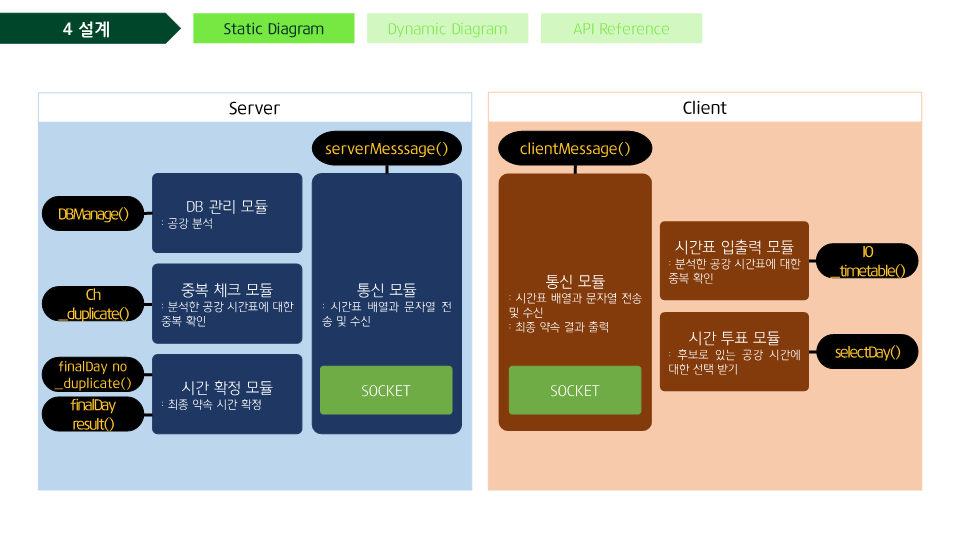 4 설계
Static Diagram
Dynamic Diagram
API Reference
Server
serverMesssage()
DBManage()
DB 관리 모듈
: 공강 분석
Ch
_duplicate()
중복 체크 모듈
: 분석한 공강 시간표에 대한
중복 확인
finalDay no
_duplicate()
finalDay
result()
시간 확정 모듈
: 최종 약속 시간 확정
통신 모듈
: 시간표 배열과 문자열 전
송 및 수신
SOCKET
Client
clientMessage()
통신 모듈
: 시간표 배열과 문자열 전송
및 수신
: 최종 약속 결과 출력
SOCKET
시간표 입출력 모듈
: 분석한 공강 시간표에 대한
중복 확인
IO
_timetable()
시간 투표 모듈
: 후보로 있는 공강 시간에
대한 선택 받기
selectDay()